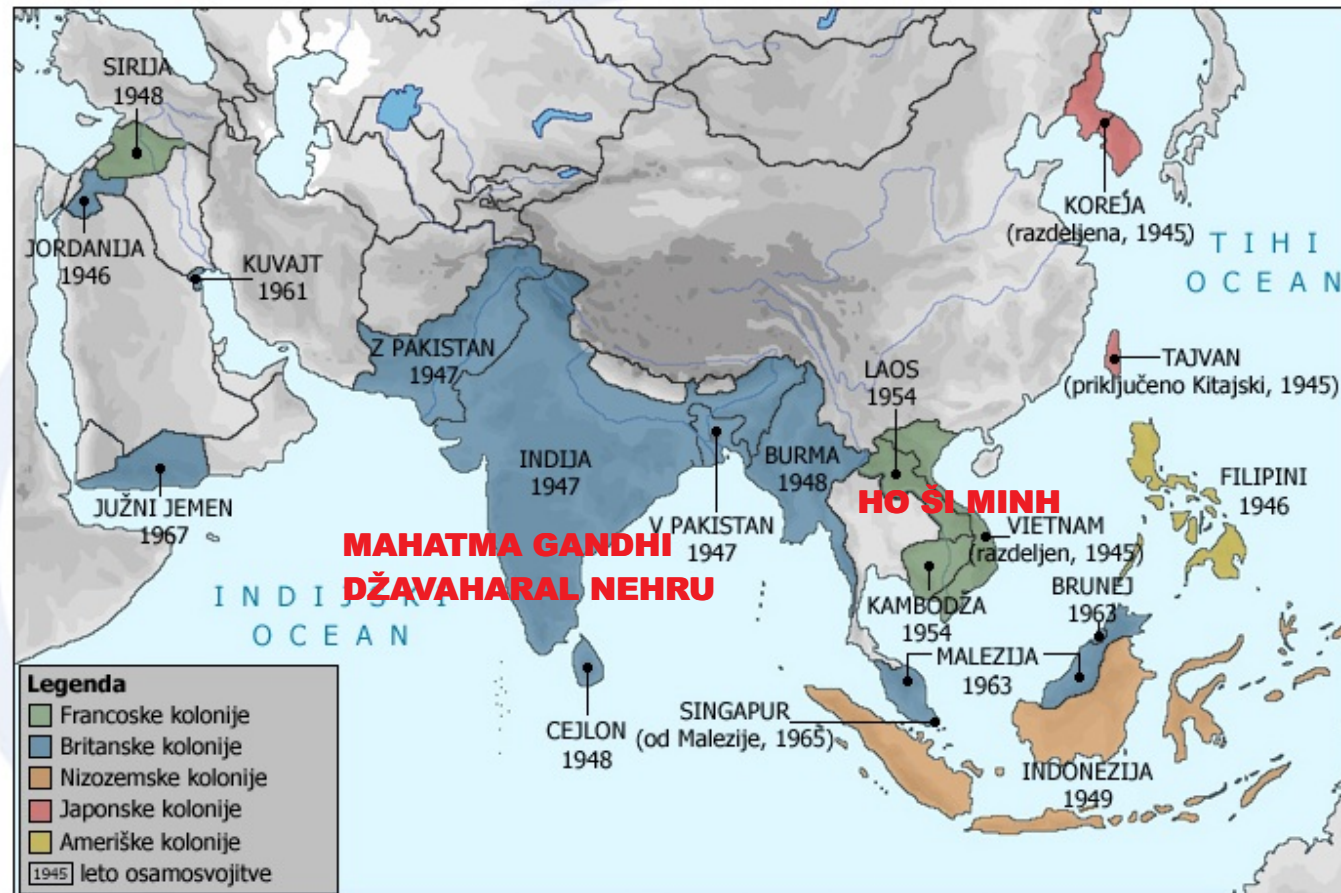 SIRIJA
1948
JORDANIJA
1946
KUVAJT
1961
JUŽNI JEMEN
1967
Z PAKISTAN
1947
INDIJA
1947
V PAKISTAN
1947
BURMA
1948
LAOS
1954
KOREJA
(razdeljena, 1945)
TIHI
OCEAN
TAJVAN
(priključeno Kitajski, 1945)
FILIPINI
1946
HO ŠI MINH
VIETNAM
(razdeljen, 1945)
MAHATMA GANDHI
DŽAVAHARAL NEHRU
INDIJSKI
OCEAN
KAMBODŽA
1954
BRUNEJ
1963
MALEZIJA
1963
SINGAPUR
(od Malezije, 1965)
CEJLON
1948
INDONEZIJA
1949
Legenda
Francoske kolonije
Britanske kolonije
Nizozemske kolonije
Japonske kolonije
Ameriške kolonije
1945 leto osamosvojitve